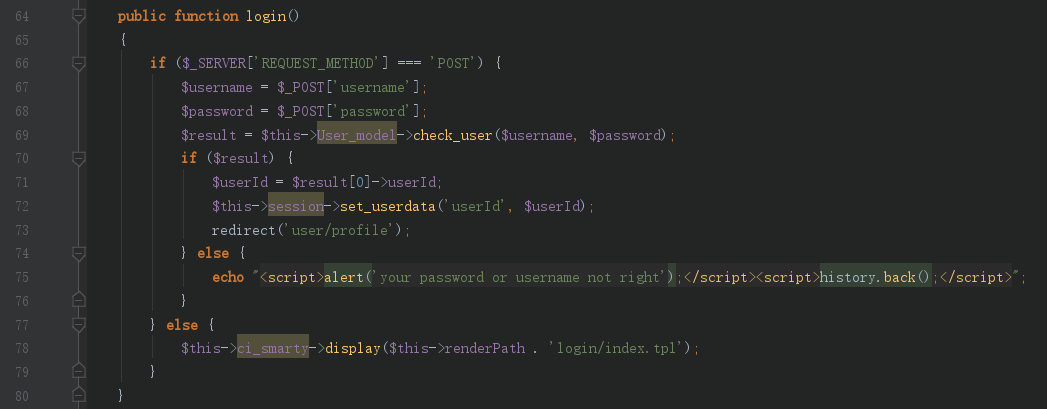 64 public function login()
65 {
66 if ($_SERVER['REQUEST_METHOD'] === 'POST') {
67 $username = $_POST['username'];
68 $password = $_POST['password'];
69 $result = $this->User_model->check_user($username, $password);
70 if ($result) {
71 $userId = $result[0]->userId;
72 $this->session->set_userdata('userId', $userId);
73 redirect('user/profile');
74 } else {
75 echo "<script>alert('your password or username not right');</script><script>history.back();</script>";
76 }
77 } else {
78 $this->ci_smarty->display($this->renderPath . 'login/index.tpl');
79 }
80 }